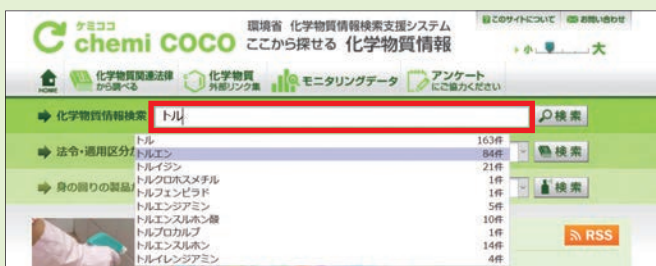 ケミココ
chemi COCO
環境省 化学物質情報検索支援システム
ここから探せる 化学物質情報
このサイトについて お問い合わせ
小 大
HOME
化学物質関連法律から調べる
化学物質外部リンク集
モニタリングデータ
アンケートにご協力ください
化学物質情報検索 トル 検索
法令・適用区分 検索
身の回りの製品 検索
トル 163件
トルエン 84件
トルイジン 21件
トルクロホスメチル 1件
トルフェンピラド 1件
トルエンジアミン 5件
トルエンスルホン酸 10件
トルプロカルブ 1件
トルエンスルホン 14件
トルイレンジアミン 4件
RSS